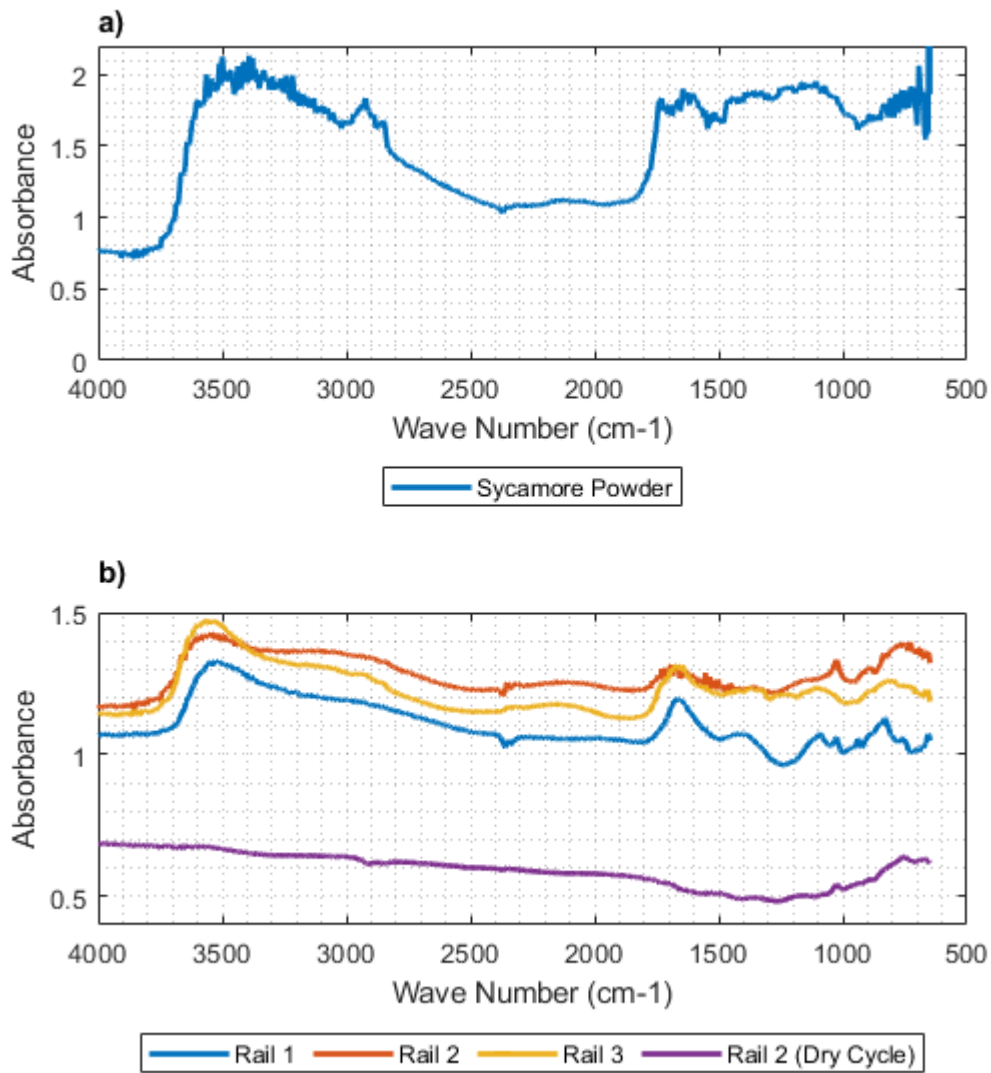 a)
2
1.5
1
0.5
0
Absorbance
4000 3500 3000 2500 2000 1500 1000 500
Wave Number (cm-1)
Sycamore Powder
b)
1.5
1
0.5
Absorbance
4000 3500 3000 2500 2000 1500 1000 500
Wave Number (cm-1)
Rail 1 Rail 2 Rail 3 Rail 2 (Dry Cycle)